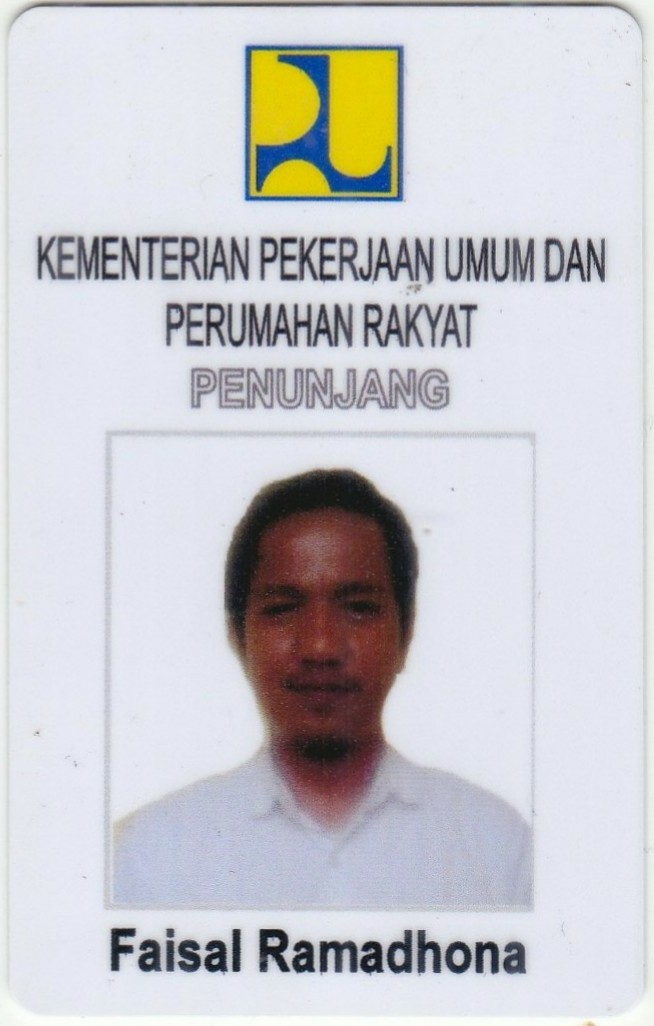 KEMENTERIAN PEKERJAAN UMUM DAN
PERUMAHAN RAKYAT
PENUNJANG
Faisal Ramadhona